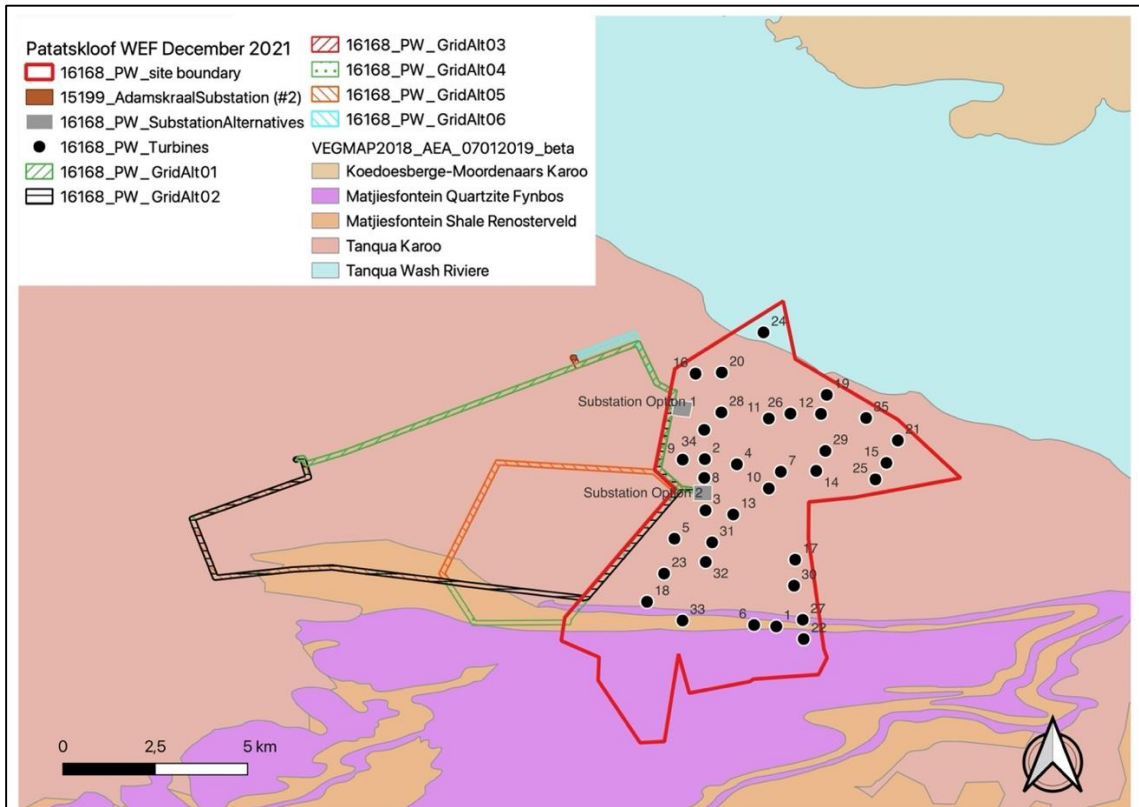 Patatskloof WEF December 2021
16168_PW_site boundary
15199_AdamskraalSubstation (#2)
16168_PW_SubstationAlternatives
16168_PW_Turbines
16168_PW_GridAlt01
16168_PW_GridAlt02
16168_PW_GridAlt03
16168_PW_GridAlt04
16168_PW_GridAlt05
16168_PW_GridAlt06
VEGMAP2018_AEA_07012019_beta
Koedoesberge-Moordenaars Karoo
Matjiesfontein Quartzite Fynbos
Matjiesfontein Shale Renosterveld
Tanqua Karoo
Tanqua Wash Riviere
24
16
20
19
Substation Option 1
28
11
26
12
35
34
21
9
2
4
29
7
15
8
10
14
25
Substation Option 2
3
13
5
31
17
23
32
30
18
33
6
1
27
22
0
2,5
5 km